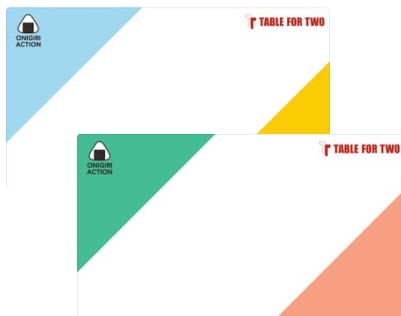 ONIGIRI
ACTION
TABLE FOR TWO
ONIGIRI
ACTION
TABLE FOR TWO